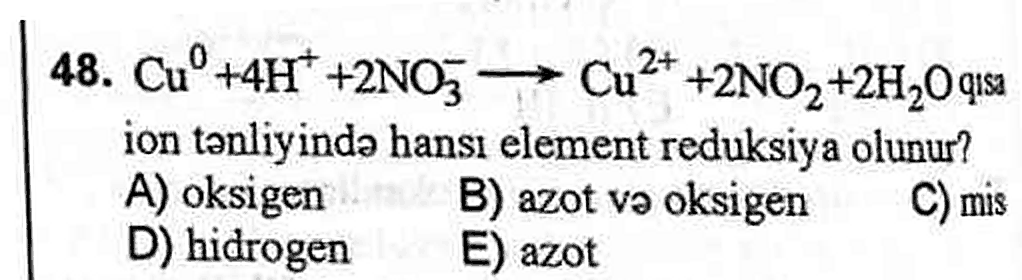 48. Cu⁰+4H⁺+2NO₃⁻ ⟶ Cu²⁺+2NO₂+2H₂O qısa
ion tənliyində hansı element reduksiya olunur?
A) oksigen B) azot və oksigen C) mis
D) hidrogen E) azot